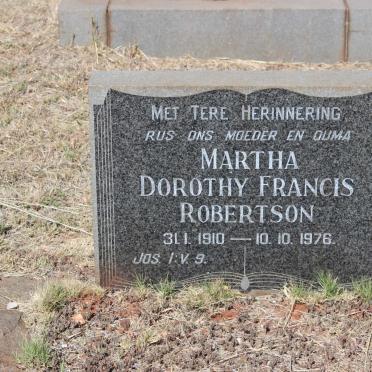 MET TERE HERINNERING
RUS ONS MOEDER EN OUMA
MARTHA
DOROTHY FRANCIS
ROBERTSON
31.1.1910 — 10.10.1976.
JOS. 1:V 9.